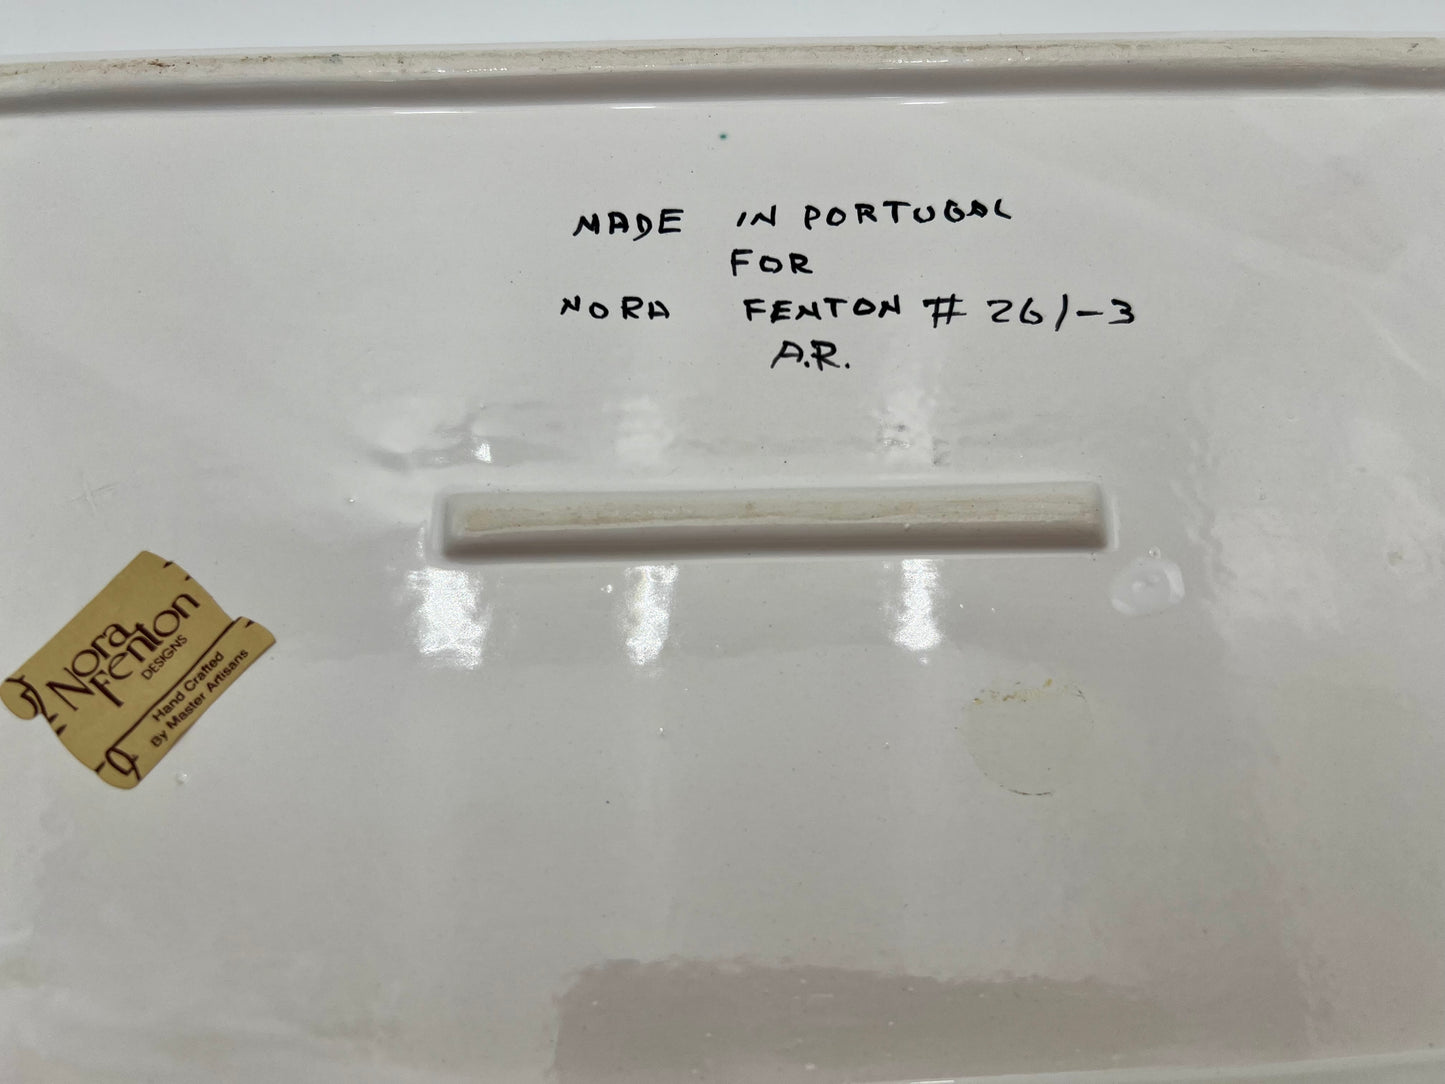 MADE IN PORTUGAL
FOR
NORA FENTON # 261-3
A.R.
Nora
Fenton
DESIGNS
Hand Crafted
By Master Artisans